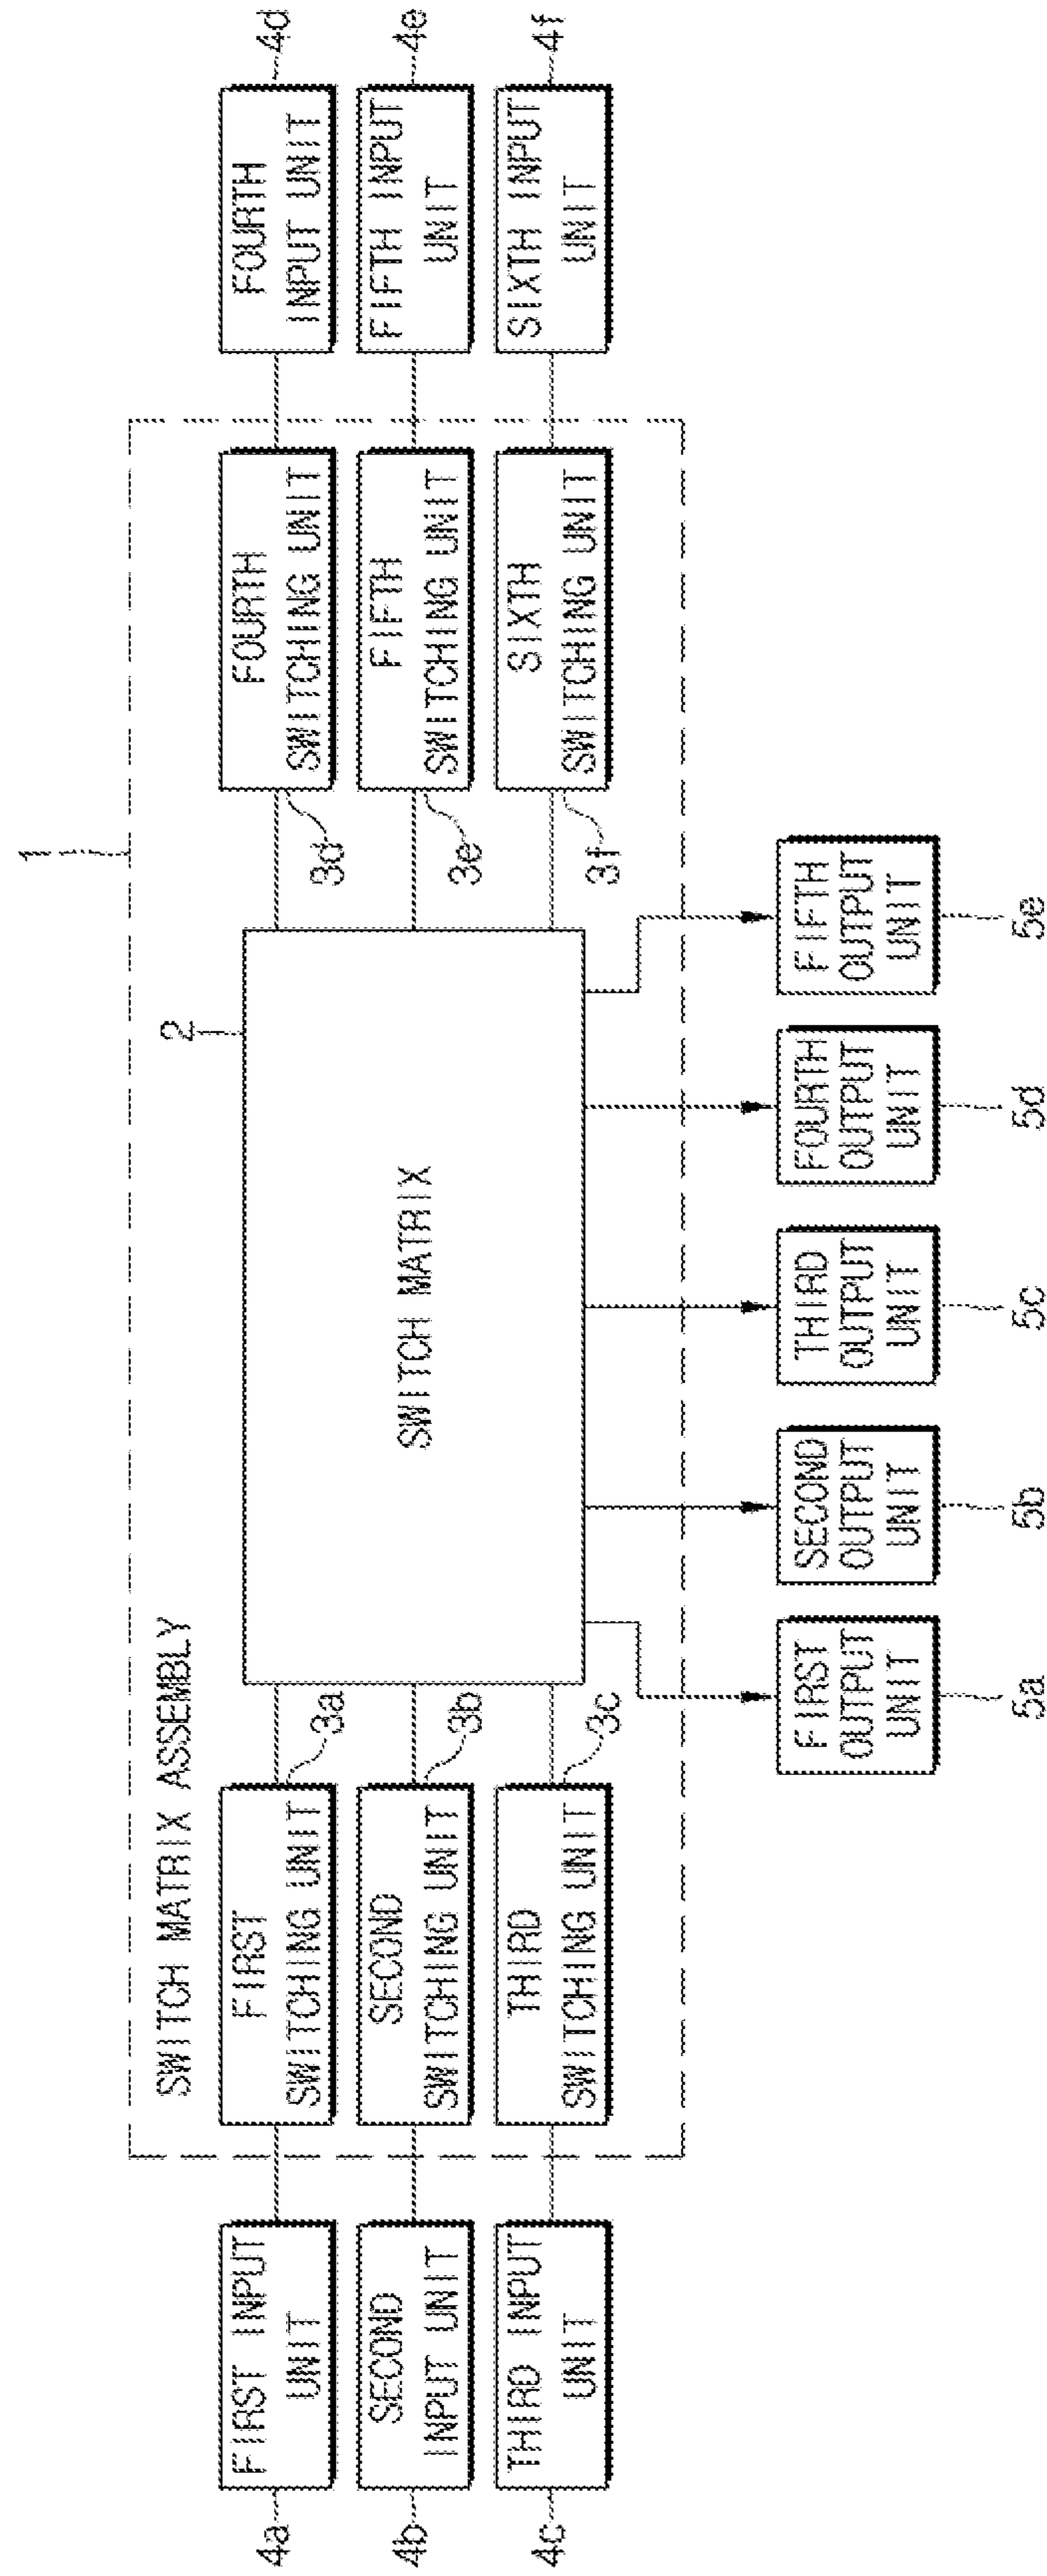 1
SWITCH MATRIX ASSEMBLY
2
4a
FIRST INPUT
UNIT
FIRST
SWITCHING UNIT
3a
4b
SECOND
INPUT UNIT
SECOND
SWITCHING UNIT
3b
4c
THIRD INPUT
UNIT
THIRD
SWITCHING UNIT
3c
SWITCH MATRIX
3d
FOURTH
SWITCHING UNIT
FOURTH
INPUT UNIT
4d
3e
FIFTH
SWITCHING UNIT
FIFTH INPUT
UNIT
4e
3f
SIXTH
SWITCHING UNIT
SIXTH INPUT
UNIT
4f
FIRST
OUTPUT
UNIT
5a
SECOND
OUTPUT
UNIT
5b
THIRD
OUTPUT
UNIT
5c
FOURTH
OUTPUT
UNIT
5d
FIFTH
OUTPUT
UNIT
5e